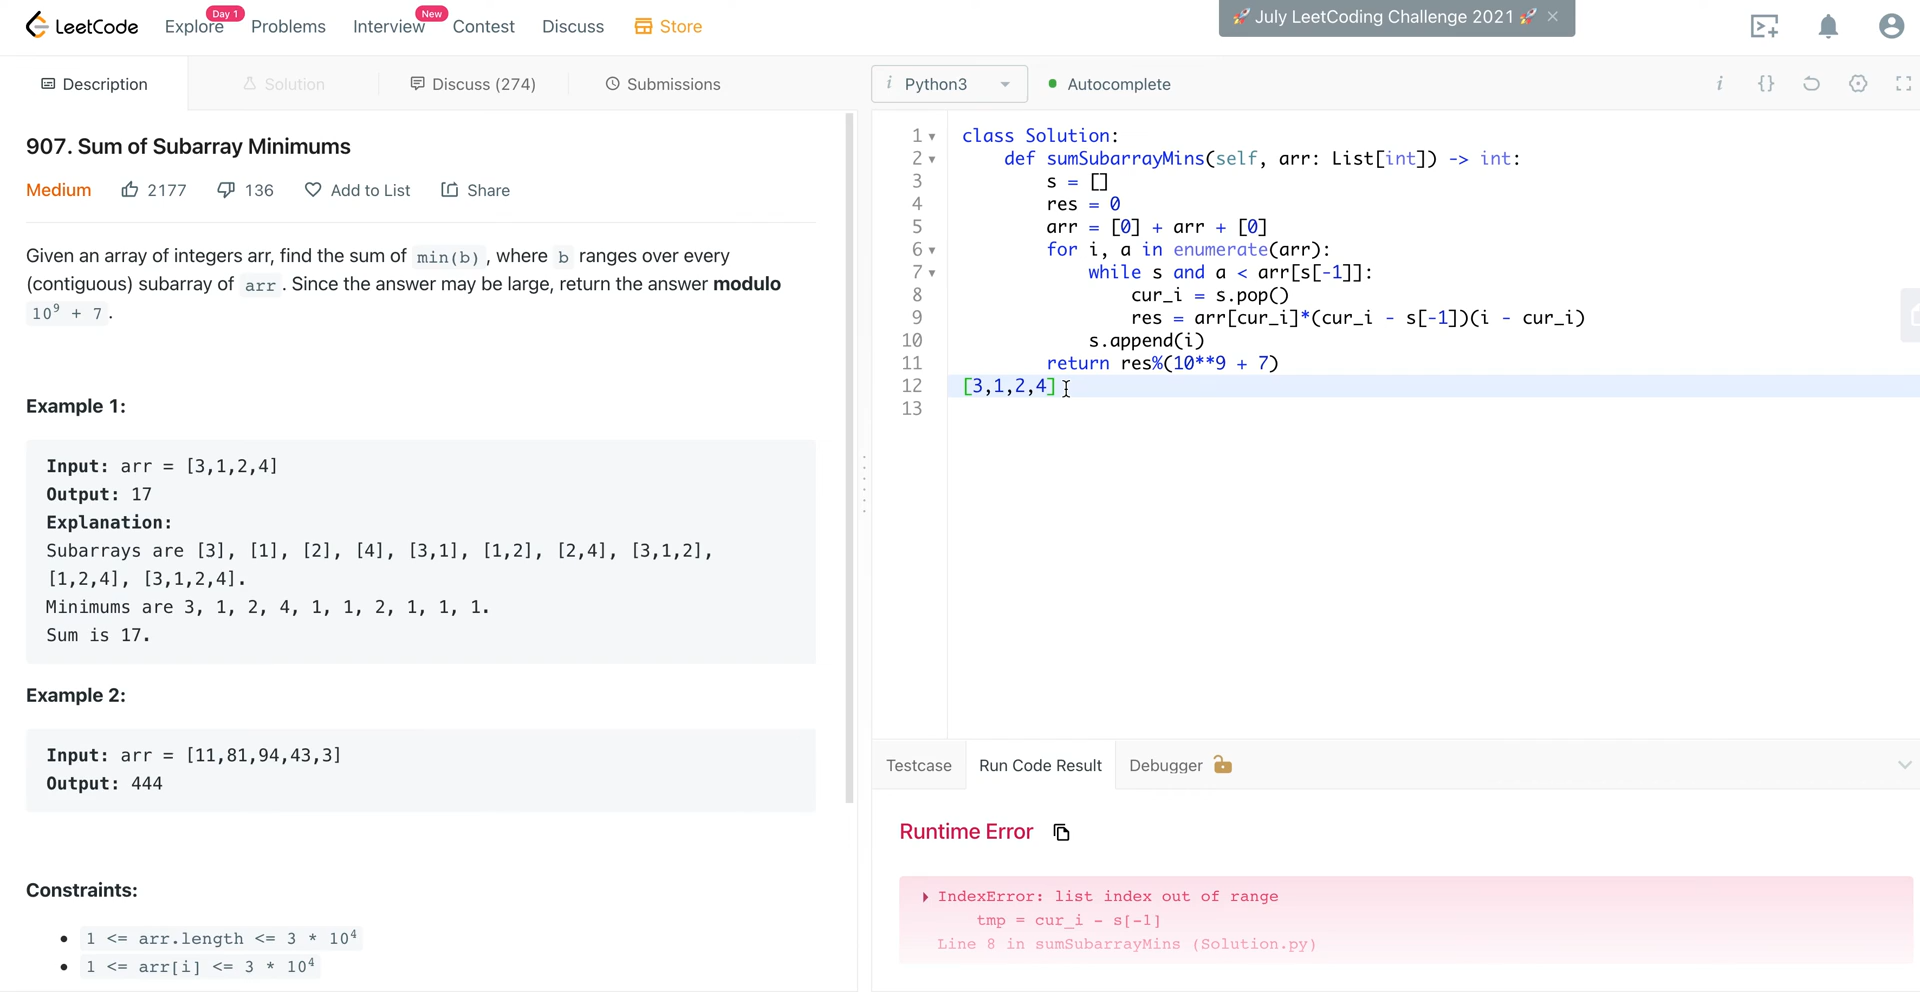 LeetCode
Explore
Day 1
Problems
Interview
New
Contest
Discuss
Store
🚀 July LeetCoding Challenge 2021 🚀 ×
Description
Solution
Discuss (274)
Submissions
i Python3
Autocomplete
907. Sum of Subarray Minimums
Medium
2177
136
Add to List
Share
Given an array of integers arr, find the sum of min(b) , where b ranges over every
(contiguous) subarray of arr . Since the answer may be large, return the answer modulo
10⁹ + 7 .
Example 1:
Input: arr = [3,1,2,4]
Output: 17
Explanation:
Subarrays are [3], [1], [2], [4], [3,1], [1,2], [2,4], [3,1,2],
[1,2,4], [3,1,2,4].
Minimums are 3, 1, 2, 4, 1, 1, 2, 1, 1, 1.
Sum is 17.
Example 2:
Input: arr = [11,81,94,43,3]
Output: 444
Constraints:
• 1 <= arr.length <= 3 * 10⁴
• 1 <= arr[i] <= 3 * 10⁴
1 class Solution:
2     def sumSubarrayMins(self, arr: List[int]) -> int:
3         s = []
4         res = 0
5         arr = [0] + arr + [0]
6         for i, a in enumerate(arr):
7             while s and a < arr[s[-1]]:
8                 cur_i = s.pop()
9                 res = arr[cur_i]*(cur_i - s[-1])(i - cur_i)
10             s.append(i)
11         return res%(10**9 + 7)
12 [3,1,2,4]
13
Testcase
Run Code Result
Debugger
Runtime Error
IndexError: list index out of range
tmp = cur_i - s[-1]
Line 8 in sumSubarrayMins (Solution.py)